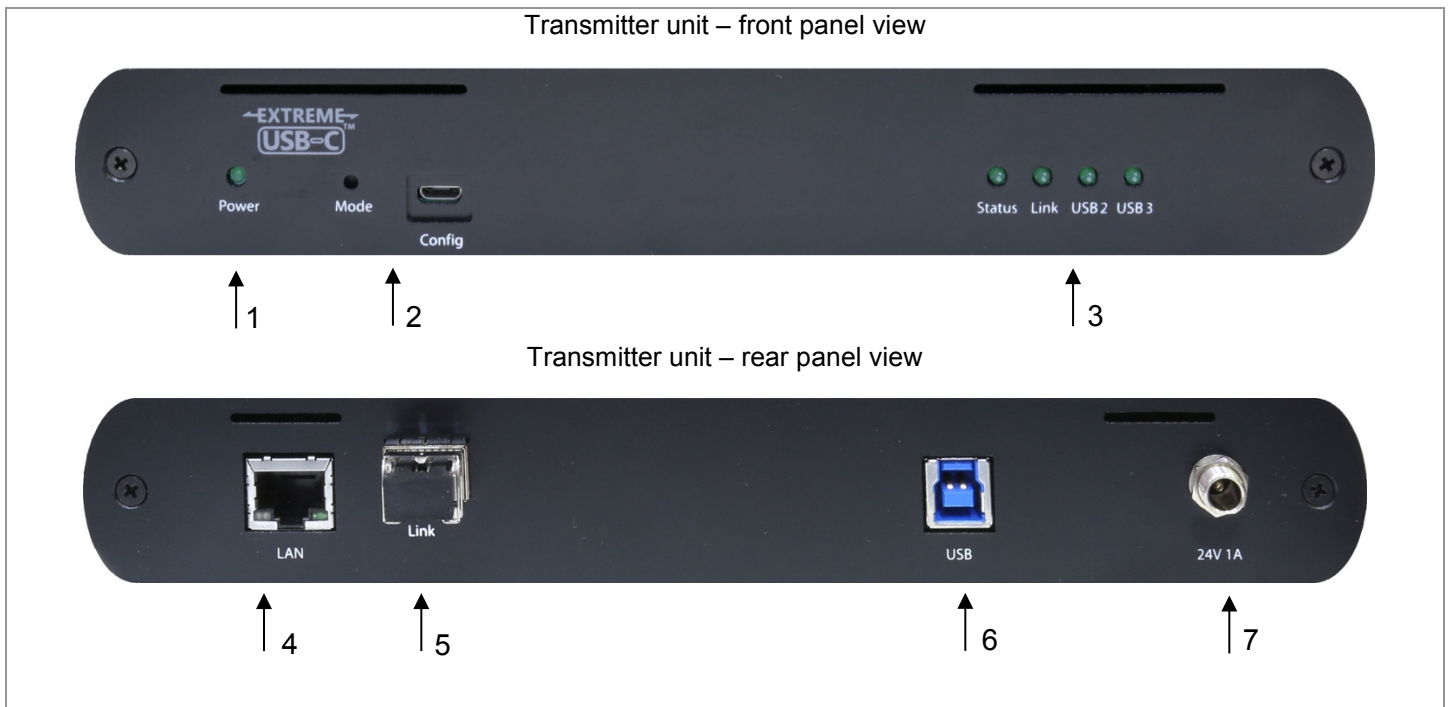 Transmitter unit – front panel view
EXTREME
USB-C™
Power
Mode
Config
Status Link USB 2 USB 3
1
2
3
Transmitter unit – rear panel view
LAN
Link
USB
24V 1A
4
5
6
7